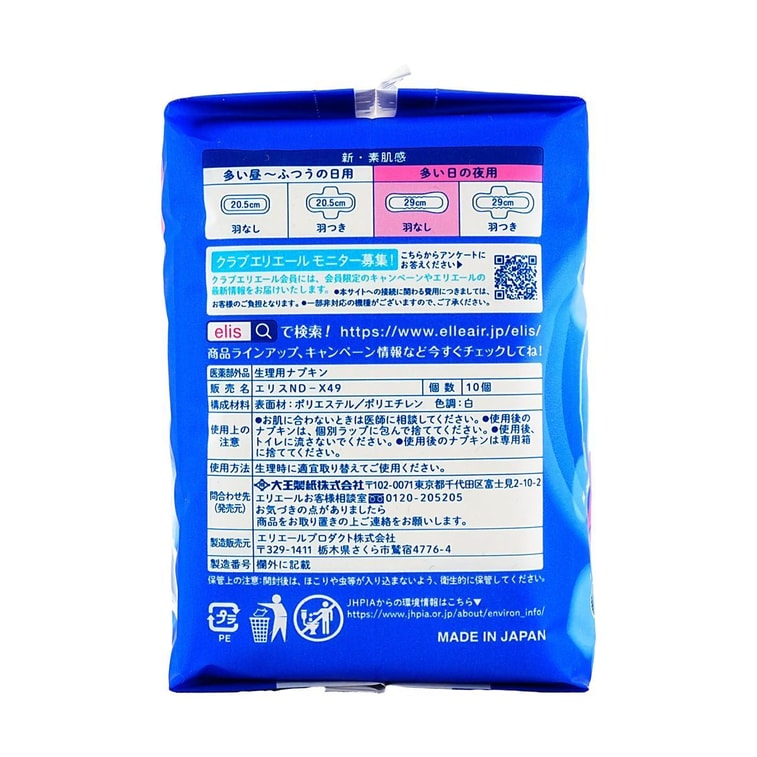 新・素肌感
多い昼～ふつうの日用 多い日の夜用
20.5cm 20.5cm 29cm 29cm
羽なし 羽つき 羽なし 羽つき
クラブエリエール モニター募集! こちらからアンケートにお答えください▶
クラブエリエール会員には、会員限定のキャンペーンやエリエールの
最新情報をお届けいたします。 ●本サイトへの接続に関わる費用につきましては、
お客様のご負担となります。 ●一部非対応の機種がございますので、ご了承ください。
elis で検索! https://www.elleair.jp/elis/
商品ラインアップ、キャンペーン情報など今すぐチェックしてね!
医薬部外品 生理用ナプキン
販売名 エリスND-X49 個数 10個
構成材料 表面材:ポリエステル/ポリエチレン 色調:白
使用上の注意 ●お肌に合わないときは医師に相談してください。●使用後の
ナプキンは、個別ラップに包んで捨ててください。●使用後、
トイレに流さないでください。●使用後のナプキンは専用箱
に捨ててください。
使用方法 生理時に適宜取り替えてご使用ください。
問合わせ先(発売元) 大王製紙株式会社 〒102-0071東京都千代田区富士見2-10-2
エリエールお客様相談室 0120-205205
お気づきの点がありましたら
商品をお取り置きの上ご連絡をお願いします。
製造販売元 エリエールプロダクト株式会社
〒329-1411 栃木県さくら市鷲宿4776-4
製造番号 欄外に記載
保管上の注意:開封後は、ほこりや虫等が入り込まないよう、衛生的に保管してください。
プラ
PE
JHPIAからの環境情報はこちら▼
https://www.jhpia.or.jp/about/environ_info/
MADE IN JAPAN